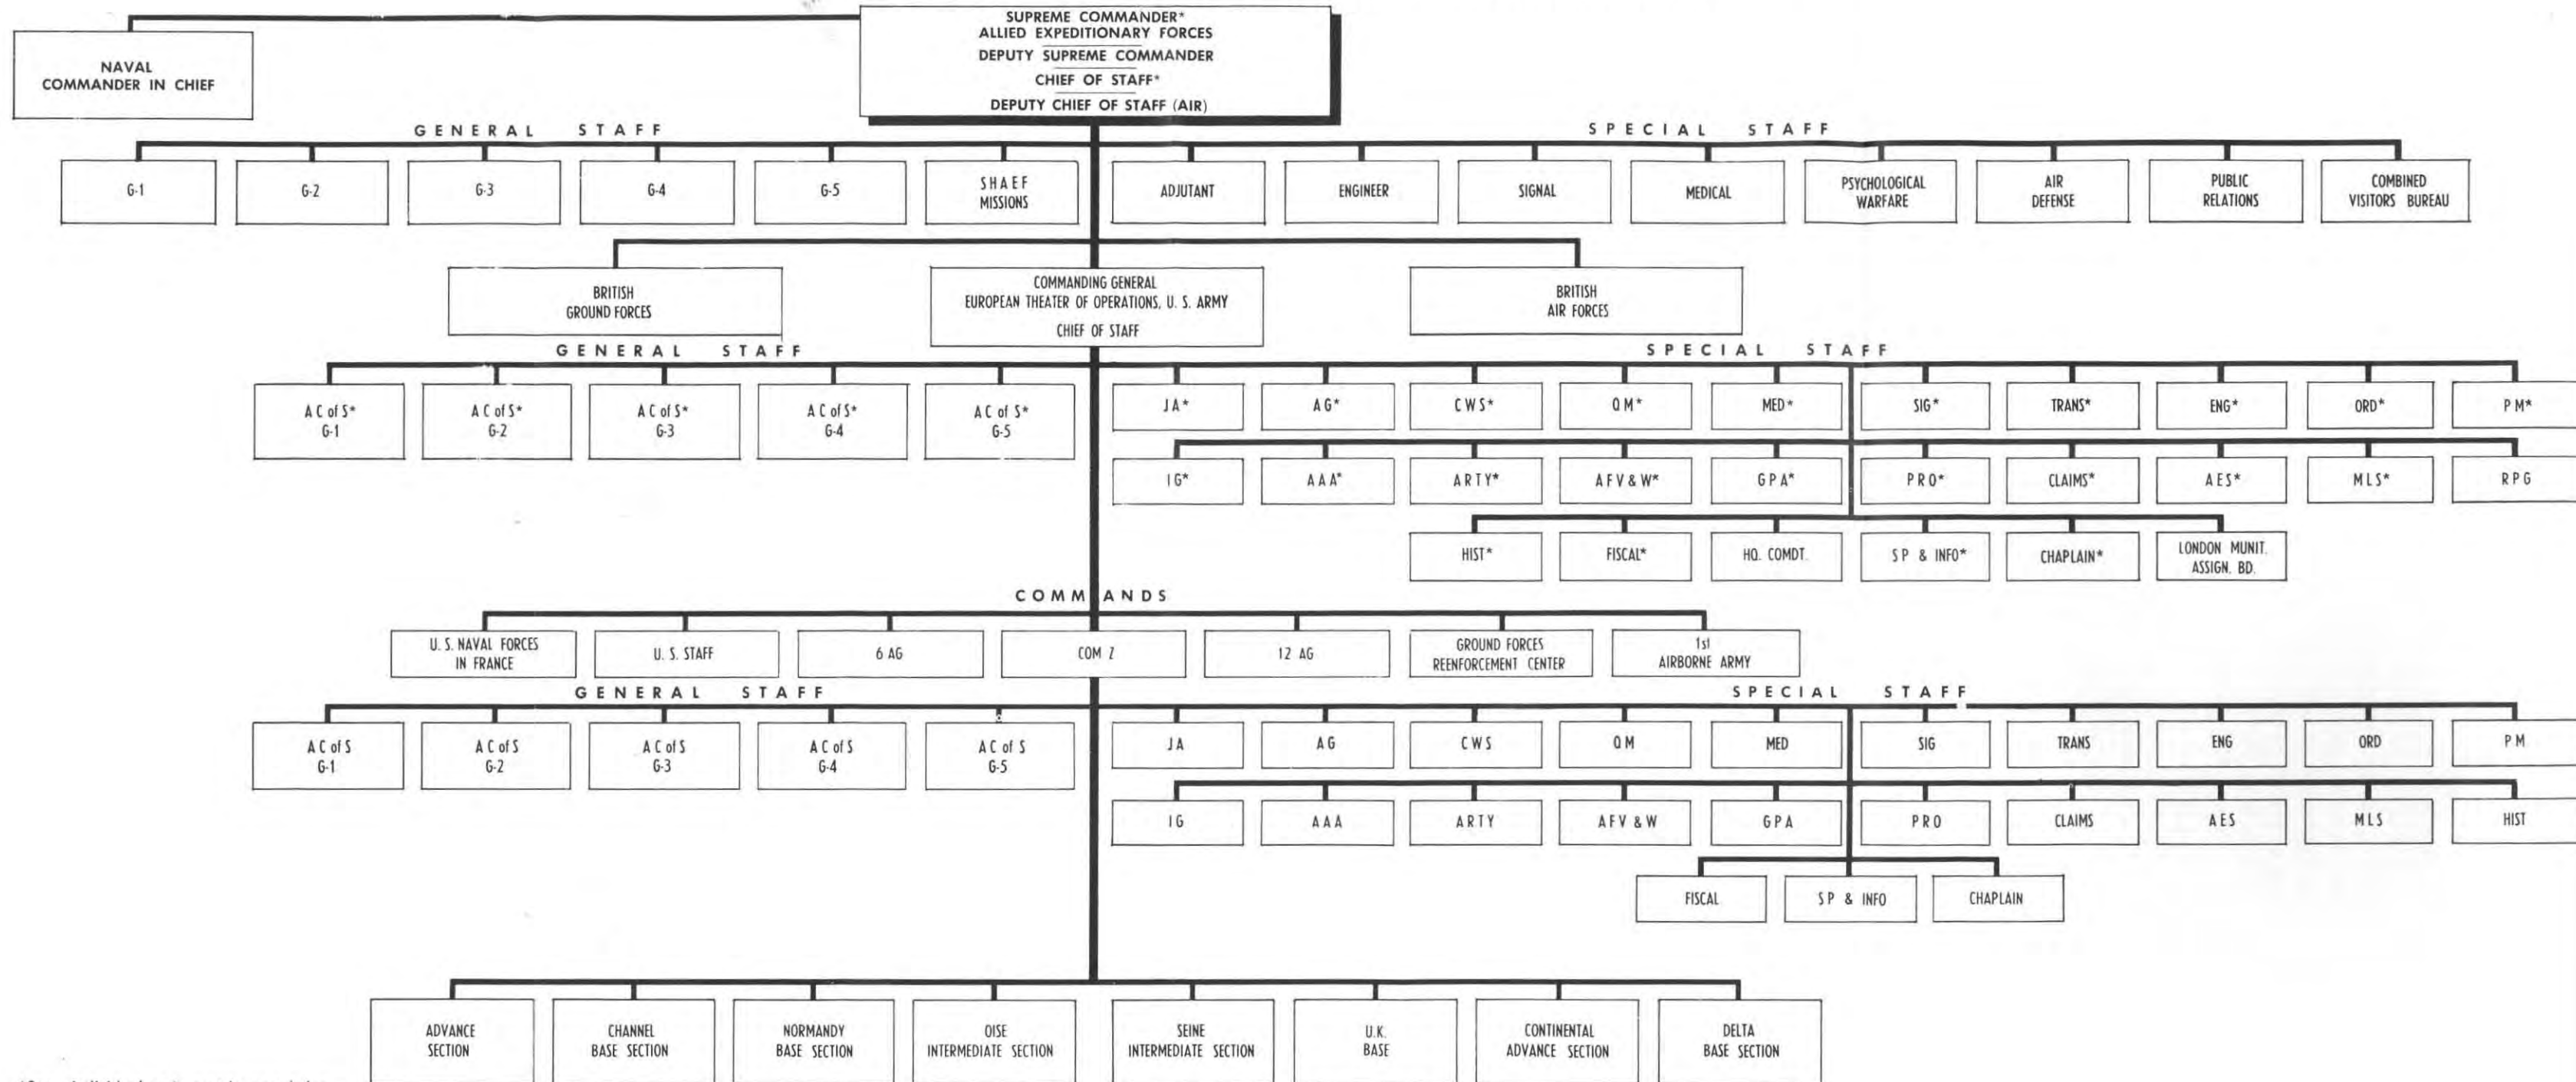 SUPREME COMMANDER*
ALLIED EXPEDITIONARY FORCES
DEPUTY SUPREME COMMANDER
CHIEF OF STAFF*
DEPUTY CHIEF OF STAFF (AIR)
NAVAL
COMMANDER IN CHIEF
GENERAL STAFF
SPECIAL STAFF
G-1
G-2
G-3
G-4
G-5
SHAEF
MISSIONS
ADJUTANT
ENGINEER
SIGNAL
MEDICAL
PSYCHOLOGICAL
WARFARE
AIR
DEFENSE
PUBLIC
RELATIONS
COMBINED
VISITORS BUREAU
BRITISH
GROUND FORCES
COMMANDING GENERAL
EUROPEAN THEATER OF OPERATIONS, U. S. ARMY
CHIEF OF STAFF
BRITISH
AIR FORCES
GENERAL STAFF
SPECIAL STAFF
A C of S*
G-1
A C of S*
G-2
A C of S*
G-3
A C of S*
G-4
A C of S*
G-5
JA*
AG*
CWS*
QM*
MED*
SIG*
TRANS*
ENG*
ORD*
PM*
IG*
AAA*
ARTY*
AFV & W*
GPA*
PRO*
CLAIMS*
AES*
MLS*
RPG
HIST*
FISCAL*
HQ. COMDT.
SP & INFO*
CHAPLAIN*
LONDON MUNIT.
ASSIGN. BD.
COMMANDS
U. S. NAVAL FORCES
IN FRANCE
U. S. STAFF
6 AG
COM Z
12 AG
GROUND FORCES
REENFORCEMENT CENTER
1st
AIRBORNE ARMY
GENERAL STAFF
SPECIAL STAFF
A C of S
G-1
A C of S
G-2
A C of S
G-3
A C of S
G-4
A C of S
G-5
JA
AG
CWS
QM
MED
SIG
TRANS
ENG
ORD
PM
IG
AAA
ARTY
AFV & W
GPA
PRO
CLAIMS
AES
MLS
HIST
FISCAL
SP & INFO
CHAPLAIN
ADVANCE
SECTION
CHANNEL
BASE SECTION
NORMANDY
BASE SECTION
OISE
INTERMEDIATE SECTION
SEINE
INTERMEDIATE SECTION
U.K.
BASE
CONTINENTAL
ADVANCE SECTION
DELTA
BASE SECTION